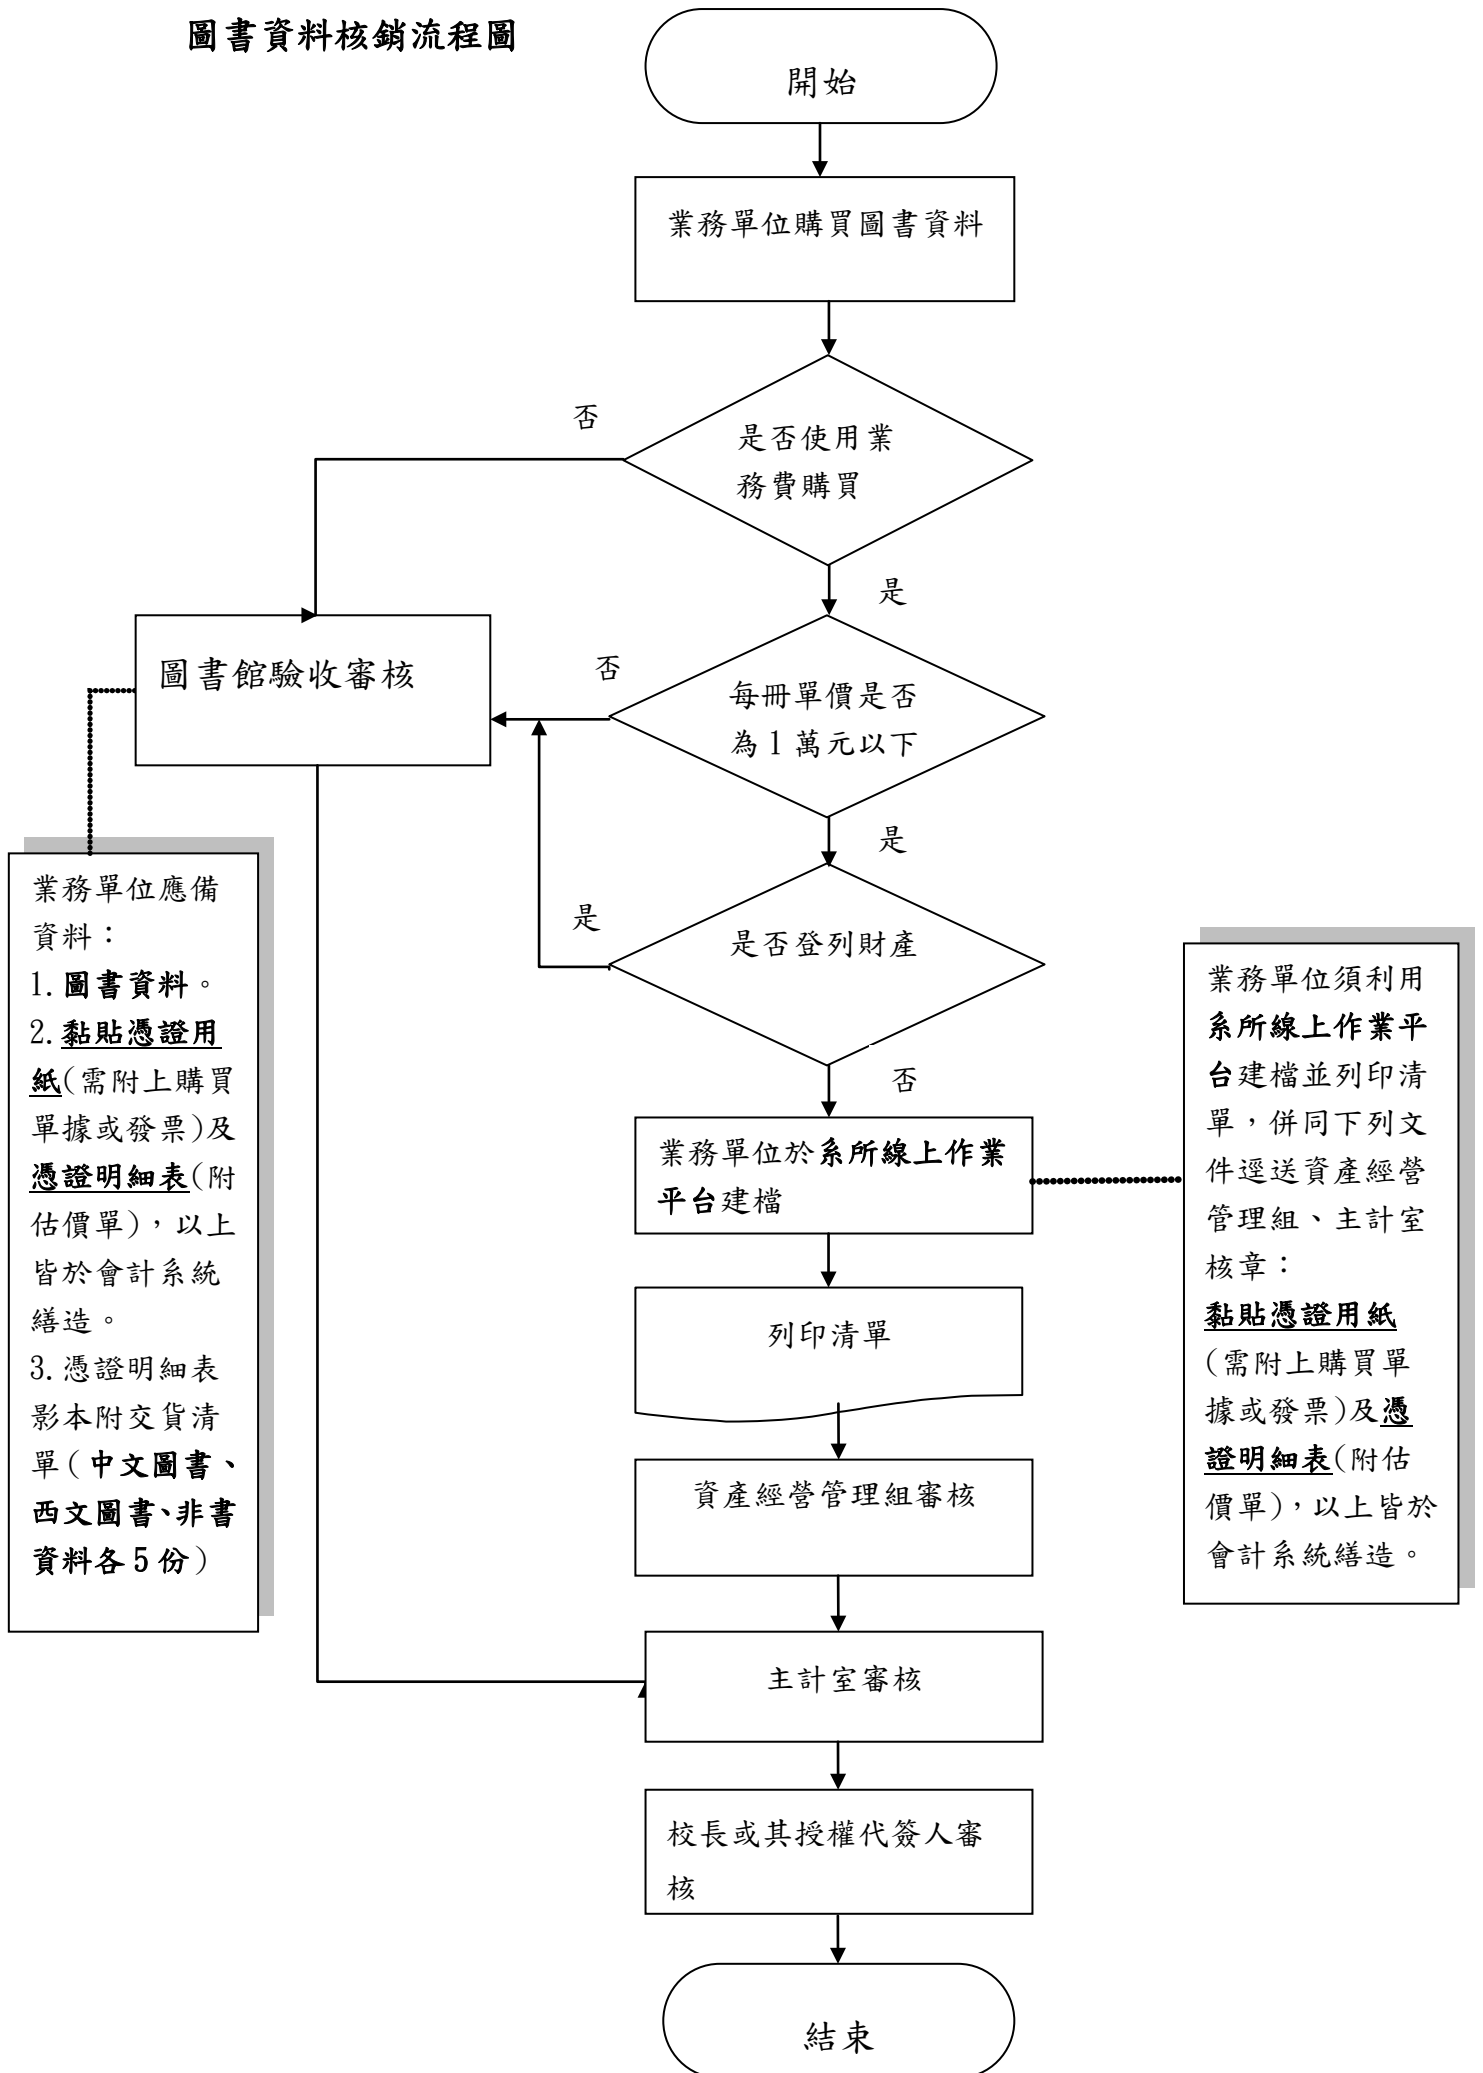 圖書資料核銷流程圖
開始
業務單位購買圖書資料
是否使用業
務費購買
否
是
圖書館驗收審核
每冊單價是否
為1萬元以下
否
是
是否登列財產
是
否
業務單位應備
資料：
1.圖書資料。
2.黏貼憑證用
紙(需附上購買
單據或發票)及
憑證明細表(附
估價單)，以上
皆於會計系統
繕造。
3.憑證明細表
影本附交貨清
單(中文圖書、
西文圖書、非書
資料各5份)
業務單位於系所線上作業
平台建檔
業務單位須利用
系所線上作業平
台建檔並列印清
單，併同下列文
件逕送資產經營
管理組、主計室
核章：
黏貼憑證用紙
(需附上購買單
據或發票)及憑
證明細表(附估
價單)，以上皆於
會計系統繕造。
列印清單
資產經營管理組審核
主計室審核
校長或其授權代簽人審
核
結束